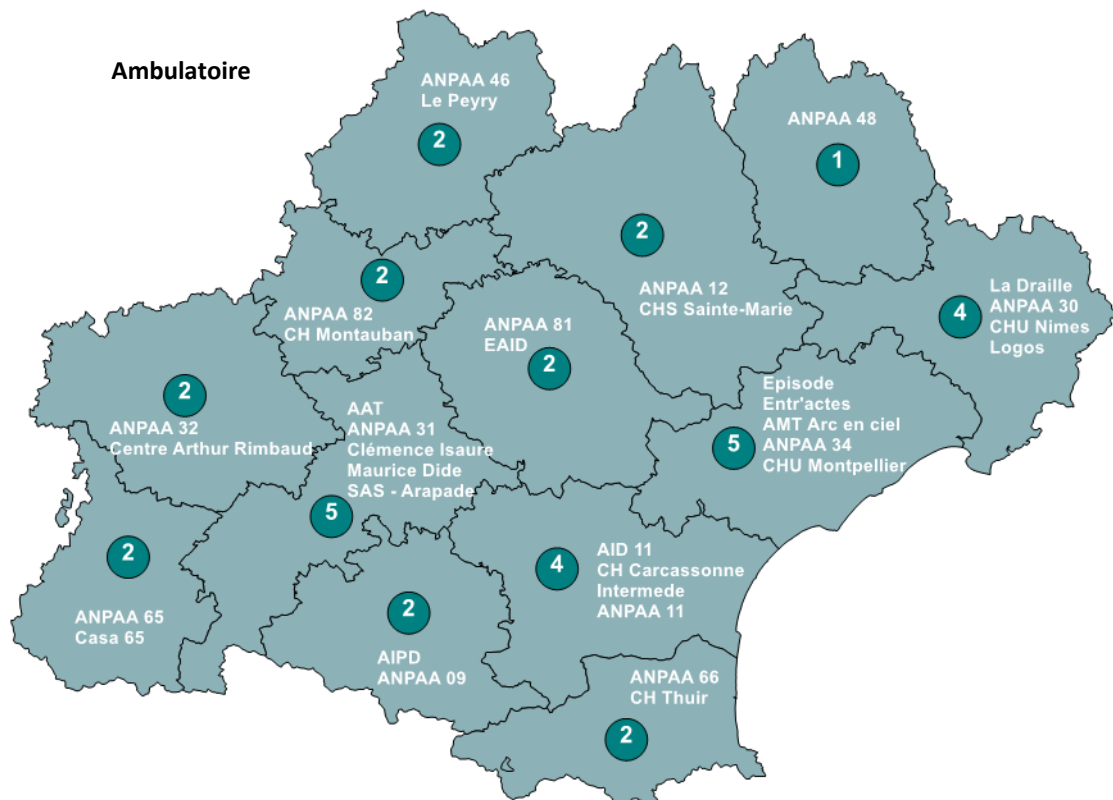 Ambulatoire
ANPAA 46
Le Peyry
2
ANPAA 48
1
2
ANPAA 12
CHS Sainte-Marie
2
ANPAA 82
CH Montauban
La Draille
ANPAA 30
CHU Nimes
Logos
4
ANPAA 81
EAID
2
2
ANPAA 32
Centre Arthur Rimbaud
AAT
ANPAA 31
Clémence Isaure
Maurice Dide
SAS - Arapade
5
Episode
Entr'actes
AMT Arc en ciel
ANPAA 34
CHU Montpellier
5
2
ANPAA 65
Casa 65
4
AID 11
CH Carcassonne
Intermede
ANPAA 11
2
AIPD
ANPAA 09
ANPAA 66
CH Thuir
2